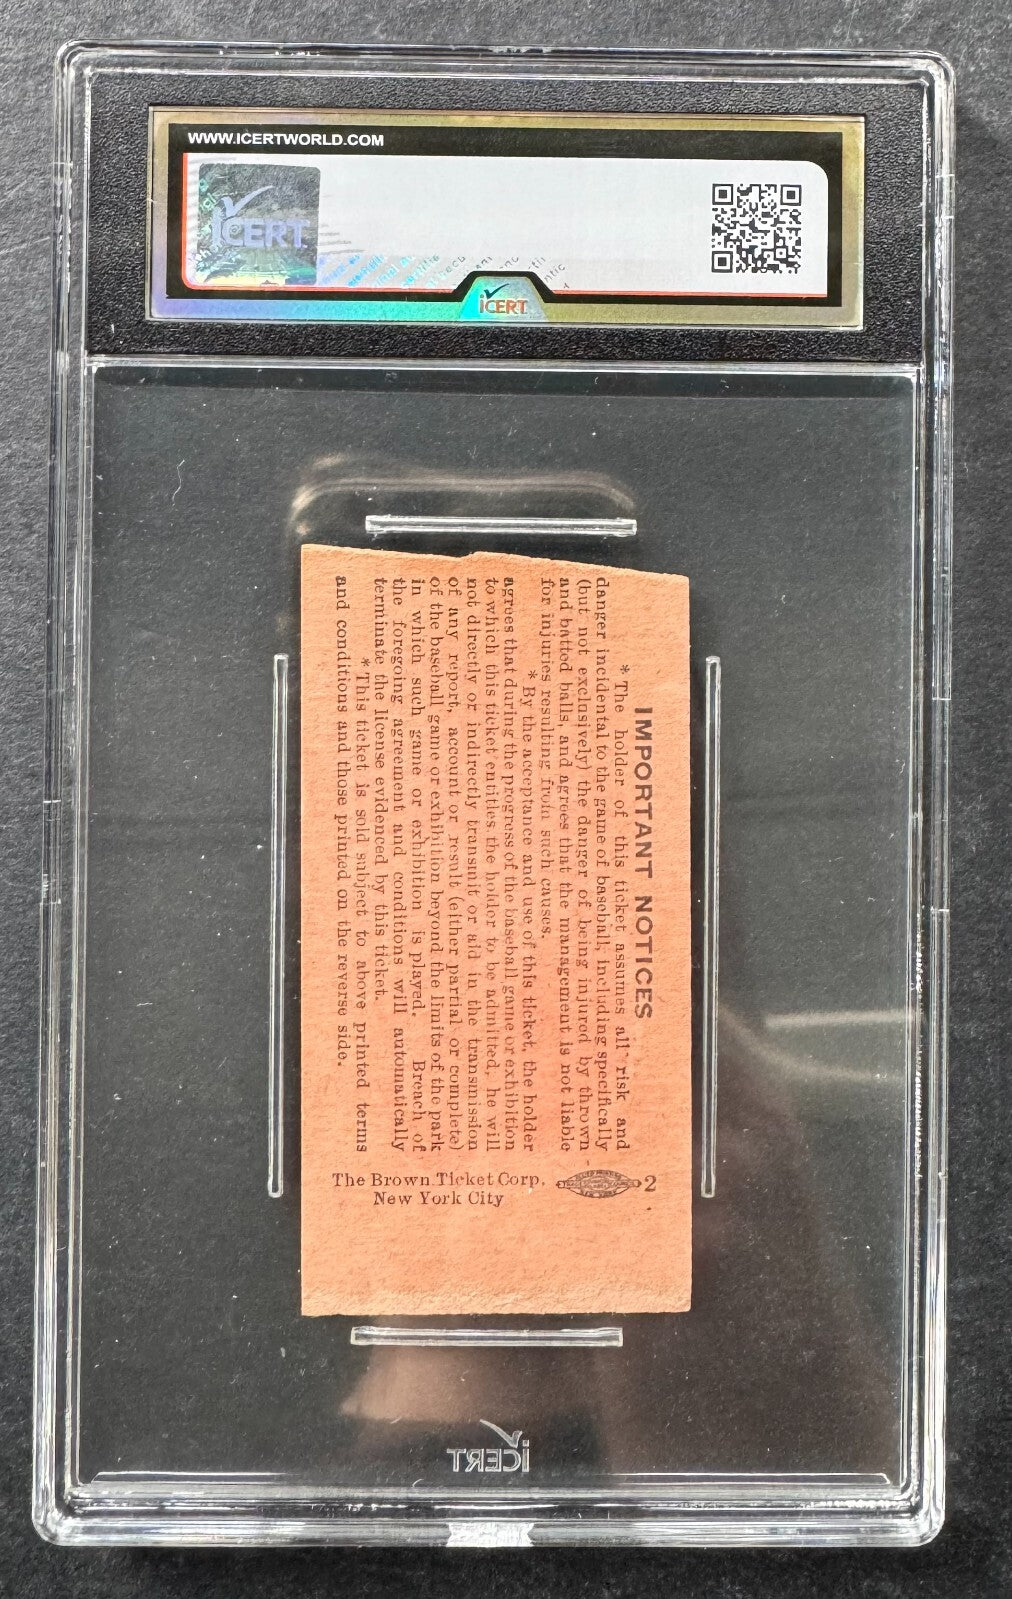 WWW.ICERTWORLD.COM
iCERT
iCERT
IMPORTANT NOTICES
* The holder of this ticket assumes all risk and
danger incidental to the game of baseball, including specifically
(but not exclusively) the danger of being injured by thrown
and batted balls, and agrees that the management is not liable
for injuries resulting from such causes.
* By the acceptance and use of this ticket, the holder
agrees that during the progress of the baseball game or exhibition
to which this ticket entitles the holder to be admitted, he will
not directly or indirectly transmit or aid in the transmission
of any report, account or result (either partial or complete)
of the baseball game or exhibition beyond the limits of the park
in which such game or exhibition is played. Breach of
the foregoing agreement and conditions will automatically
terminate the license evidenced by this ticket.
* This ticket is sold subject to above printed terms
and conditions and those printed on the reverse side.
The Brown Ticket Corp.
New York City
2
iCERT